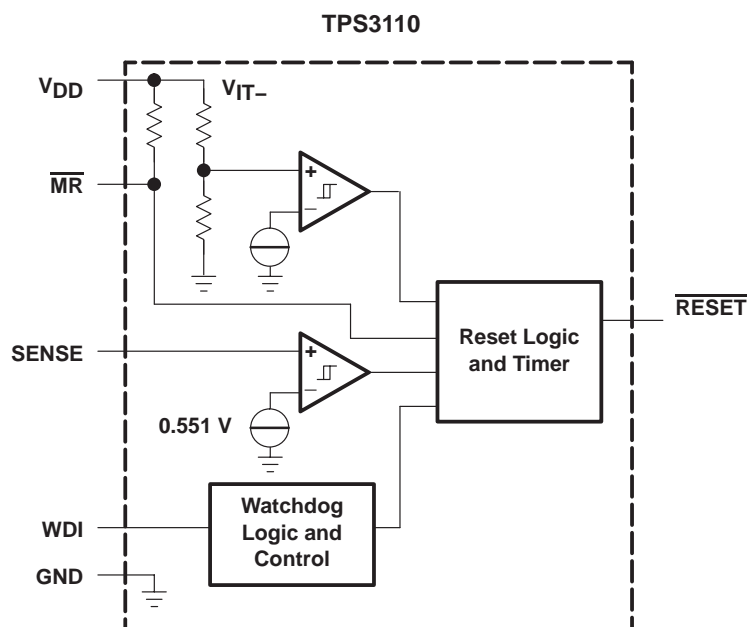 TPS3110
VDD
VIT–
MR
+
–
RESET
Reset Logic
and Timer
SENSE
+
–
0.551 V
Watchdog
Logic and
Control
WDI
GND